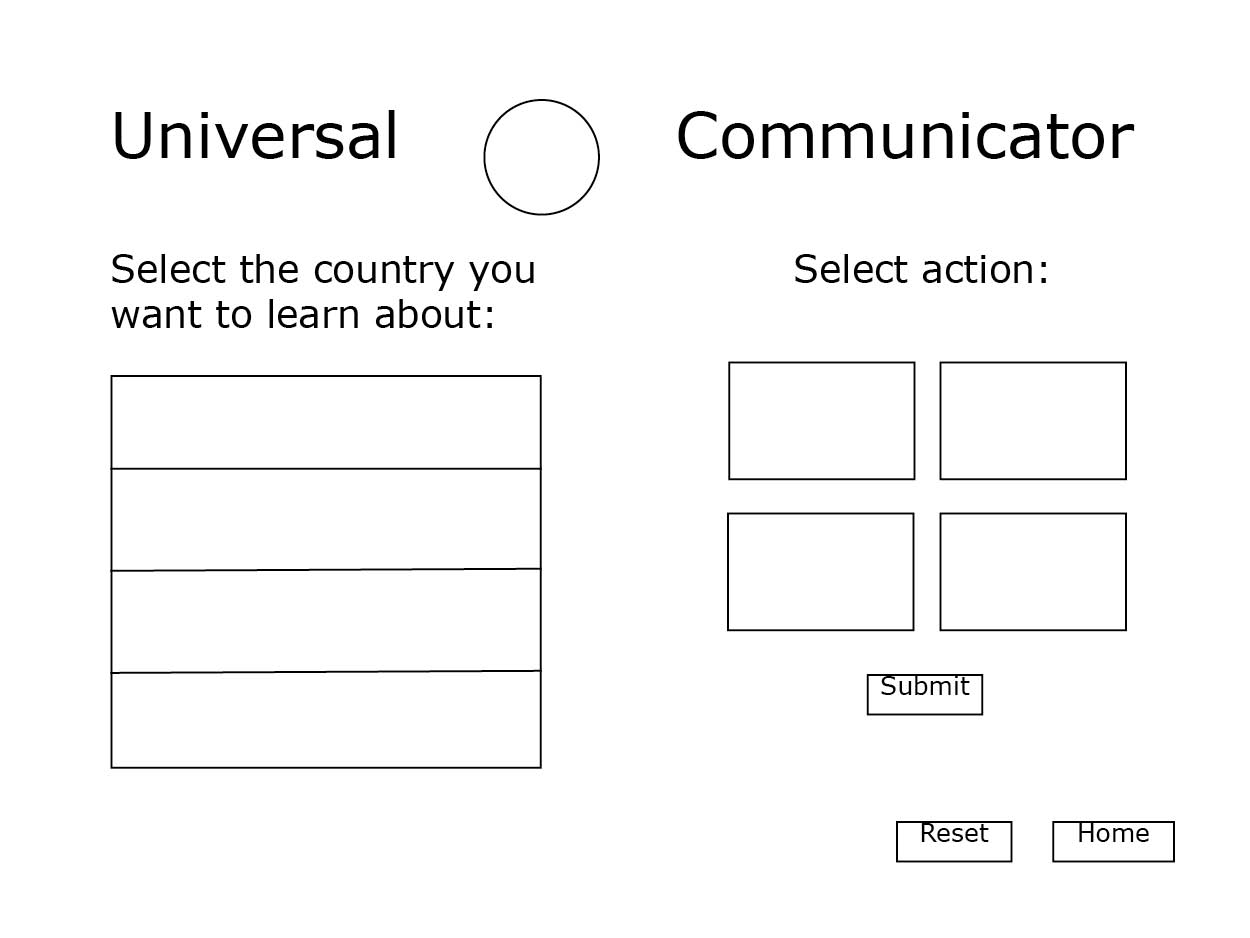 Universal Communicator
Select the country you
want to learn about:
Select action:
Submit
Reset
Home